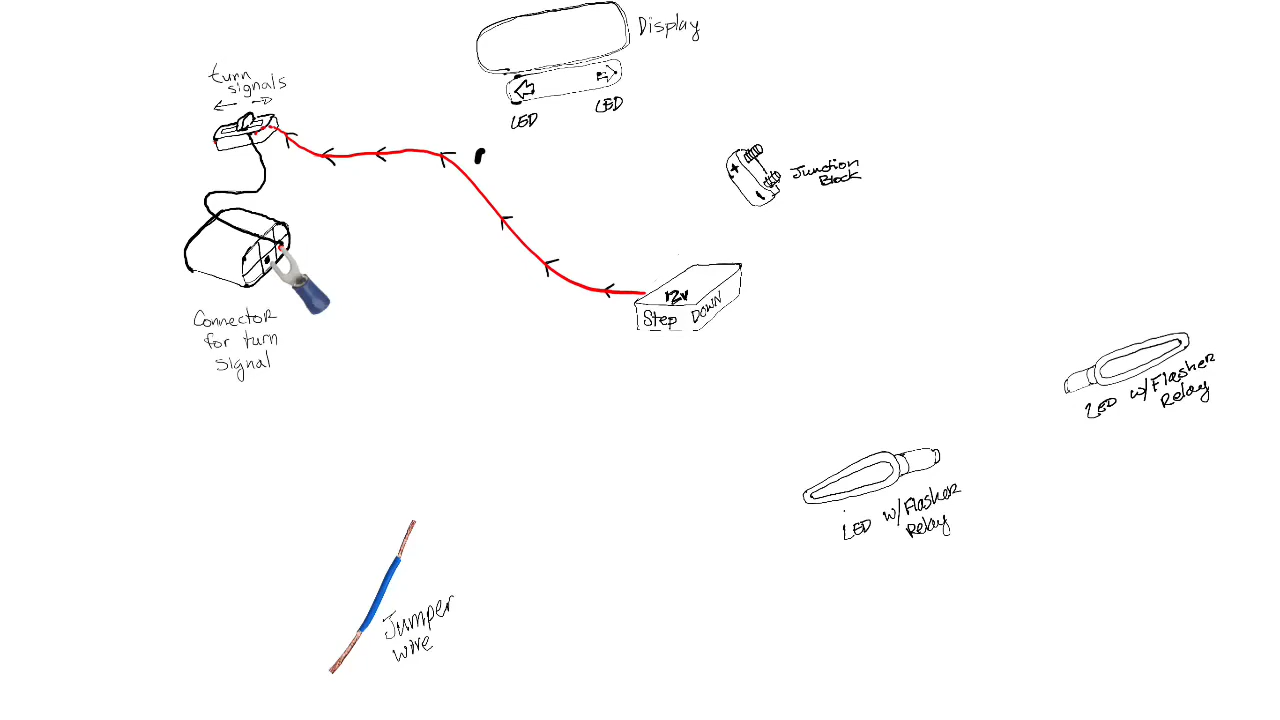 Display
turn
signals
LED
LED
Junction
Block
+
-
12v
Step DOWN
Connector
for turn
signal
LED w/Flasher
Relay
LED w/Flasher
Relay
Jumper
wire